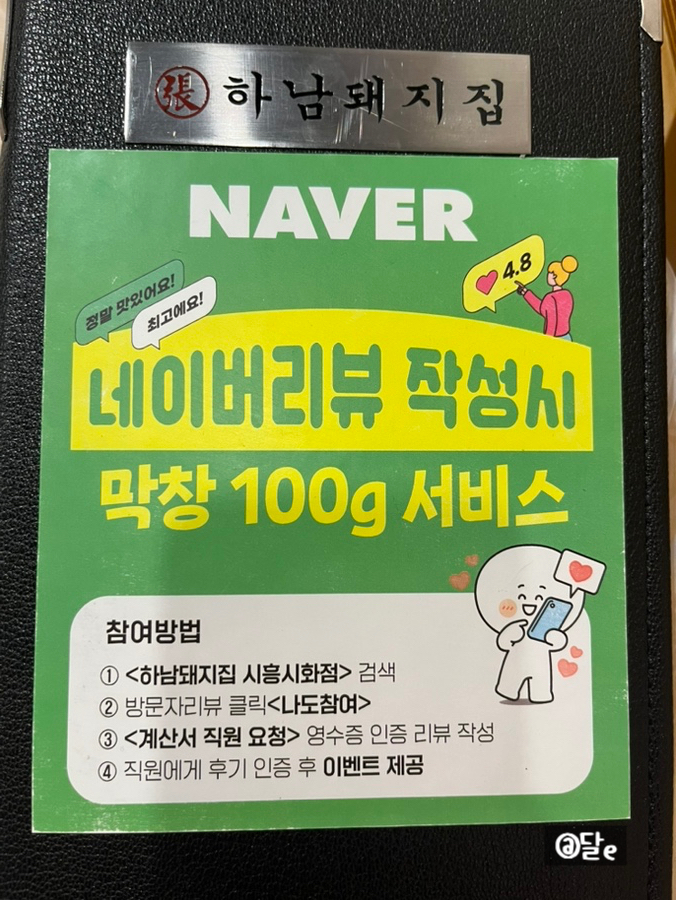 張 하남돼지집
NAVER
정말 맛있어요!
최고에요!
4.8
네이버리뷰 작성시
막창 100g 서비스
참여방법
① <하남돼지집 시흥시화점> 검색
② 방문자리뷰 클릭<나도참여>
③ <계산서 직원 요청> 영수증 인증 리뷰 작성
④ 직원에게 후기 인증 후 이벤트 제공
@달e